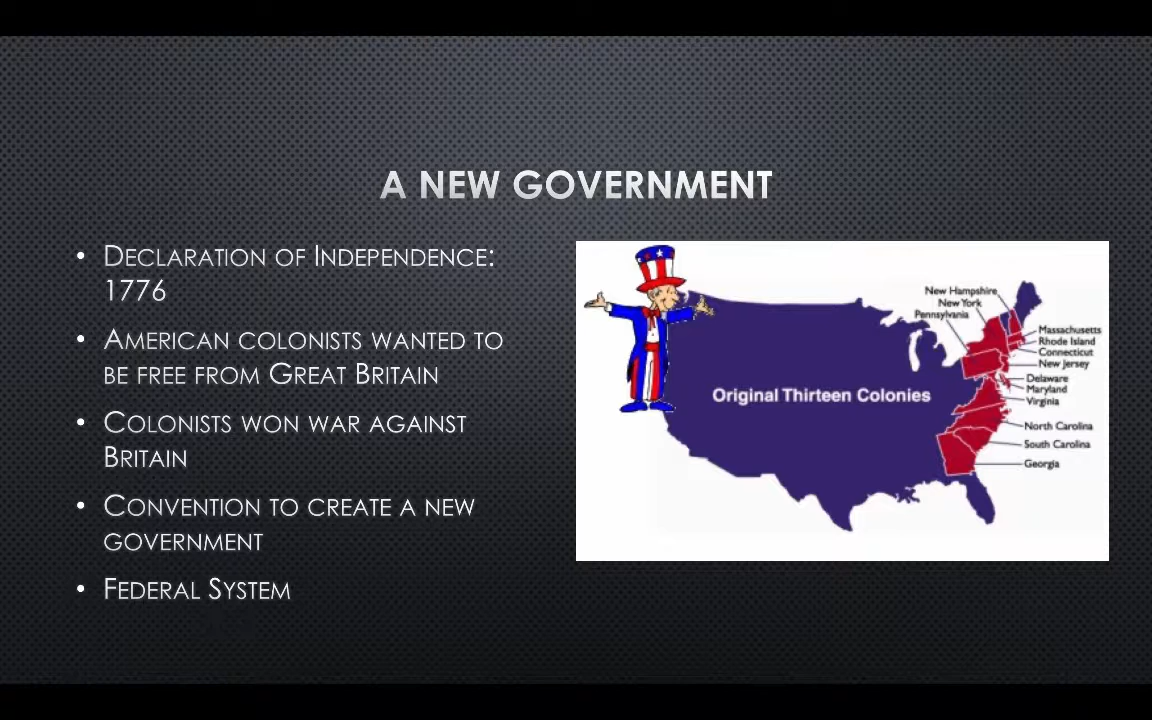 A NEW GOVERNMENT
• DECLARATION OF INDEPENDENCE:
1776
• AMERICAN COLONISTS WANTED TO
BE FREE FROM GREAT BRITAIN
• COLONISTS WON WAR AGAINST
BRITAIN
• CONVENTION TO CREATE A NEW
GOVERNMENT
• FEDERAL SYSTEM
Original Thirteen Colonies
New Hampshire
New York
Pennsylvania
Massachusetts
Rhode Island
Connecticut
New Jersey
Delaware
Maryland
Virginia
North Carolina
South Carolina
Georgia